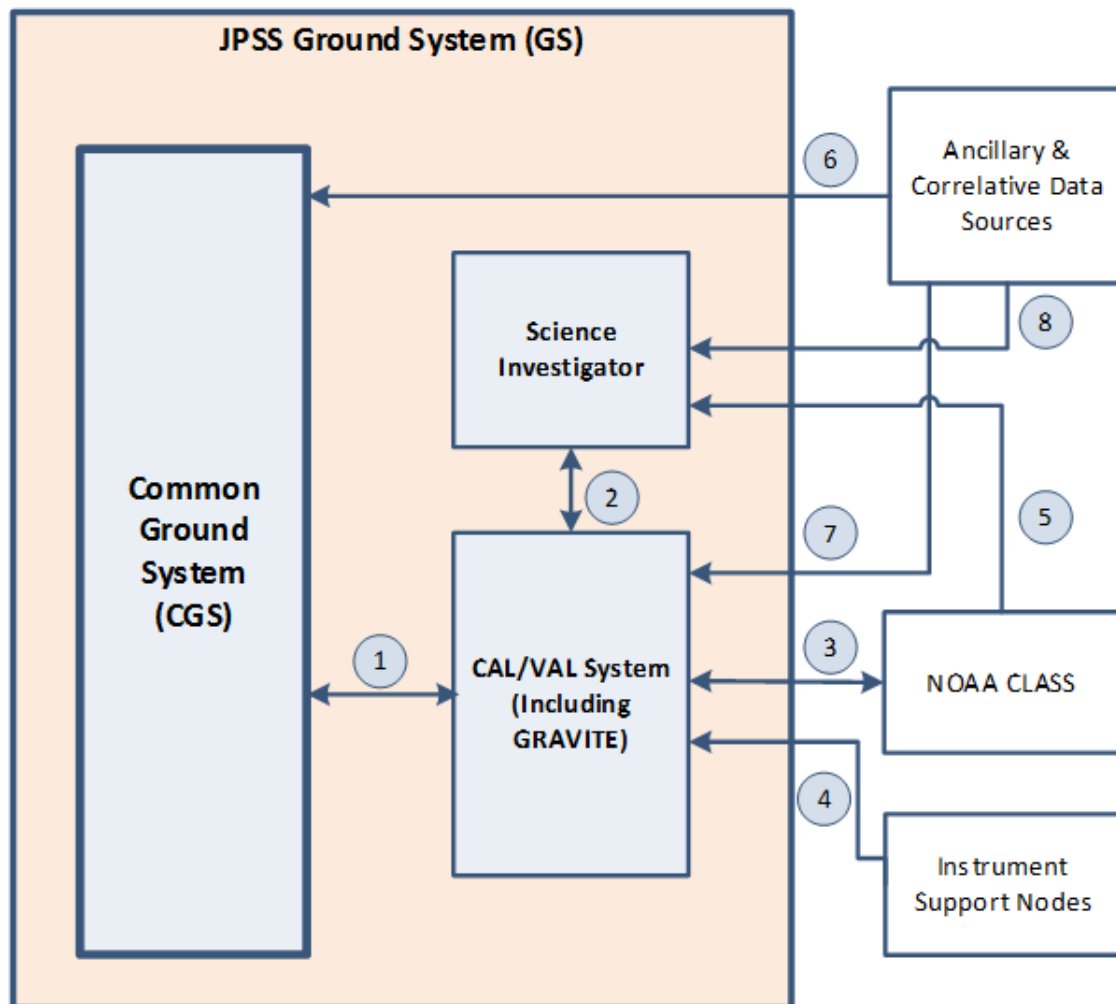 JPSS Ground System (GS)
6
Ancillary &
Correlative Data
Sources
8
Science
Investigator
Common
Ground
System
(CGS)
2
5
7
1
CAL/VAL System
(Including
GRAVITE)
3
NOAA CLASS
4
Instrument
Support Nodes